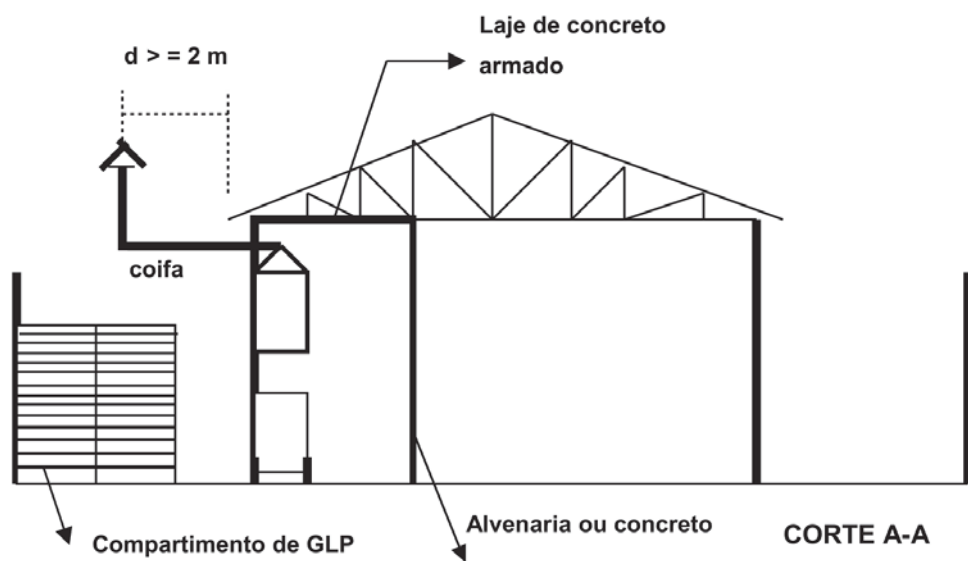 Laje de concreto
armado
d > = 2 m
coifa
Compartimento de GLP
Alvenaria ou concreto
CORTE A-A